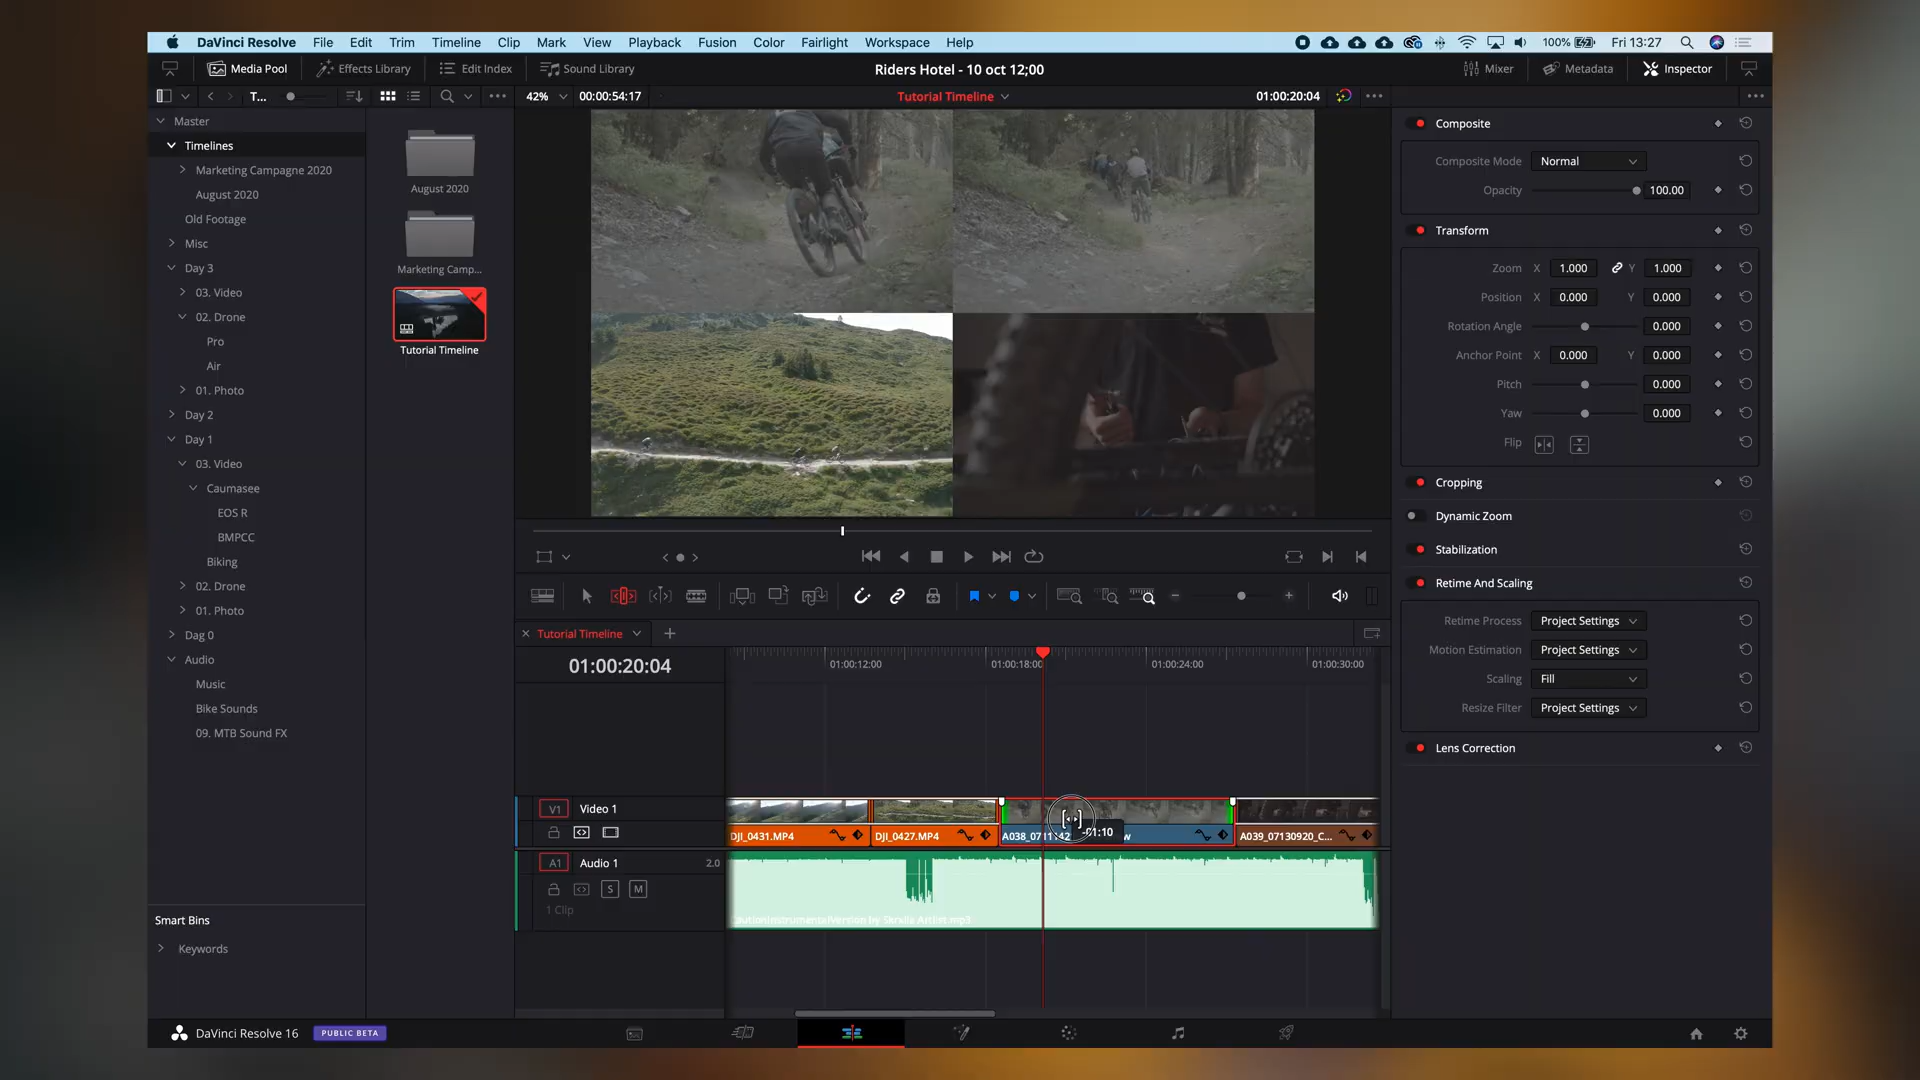 DaVinci Resolve File Edit Trim Timeline Clip Mark View Playback Fusion Color Fairlight Workspace Help 100% Fri 13:27
Media Pool Effects Library Edit Index Sound Library Riders Hotel - 10 oct 12;00 Mixer Metadata Inspector
T... 42% 00:00:54:17 Tutorial Timeline 01:00:20:04
Master
Timelines
Marketing Campagne 2020
August 2020
Old Footage
Misc
Day 3
03. Video
02. Drone
Pro
Air
01. Photo
Day 2
Day 1
03. Video
Caumasee
EOS R
BMPCC
Biking
02. Drone
01. Photo
Dag 0
Audio
Music
Bike Sounds
09. MTB Sound FX
Smart Bins
Keywords
August 2020
Marketing Camp...
Tutorial Timeline
Composite
Composite Mode Normal
Opacity 100.00
Transform
Zoom X 1.000 Y 1.000
Position X 0.000 Y 0.000
Rotation Angle 0.000
Anchor Point X 0.000 Y 0.000
Pitch 0.000
Yaw 0.000
Flip
Cropping
Dynamic Zoom
Stabilization
Retime And Scaling
Retime Process Project Settings
Motion Estimation Project Settings
Scaling Fill
Resize Filter Project Settings
Lens Correction
Tutorial Timeline
01:00:20:04 01:00:12:00 01:00:18:00 01:00:24:00 01:00:30:00
V1 Video 1
DJI_0431.MP4 DJI_0427.MP4 A038_0711142 -01:10 w A039_07130920_C...
A1 Audio 1 2.0
S M
1 Clip
InstrumentalVersion by Skrxlla Artlist.mp3
DaVinci Resolve 16 PUBLIC BETA